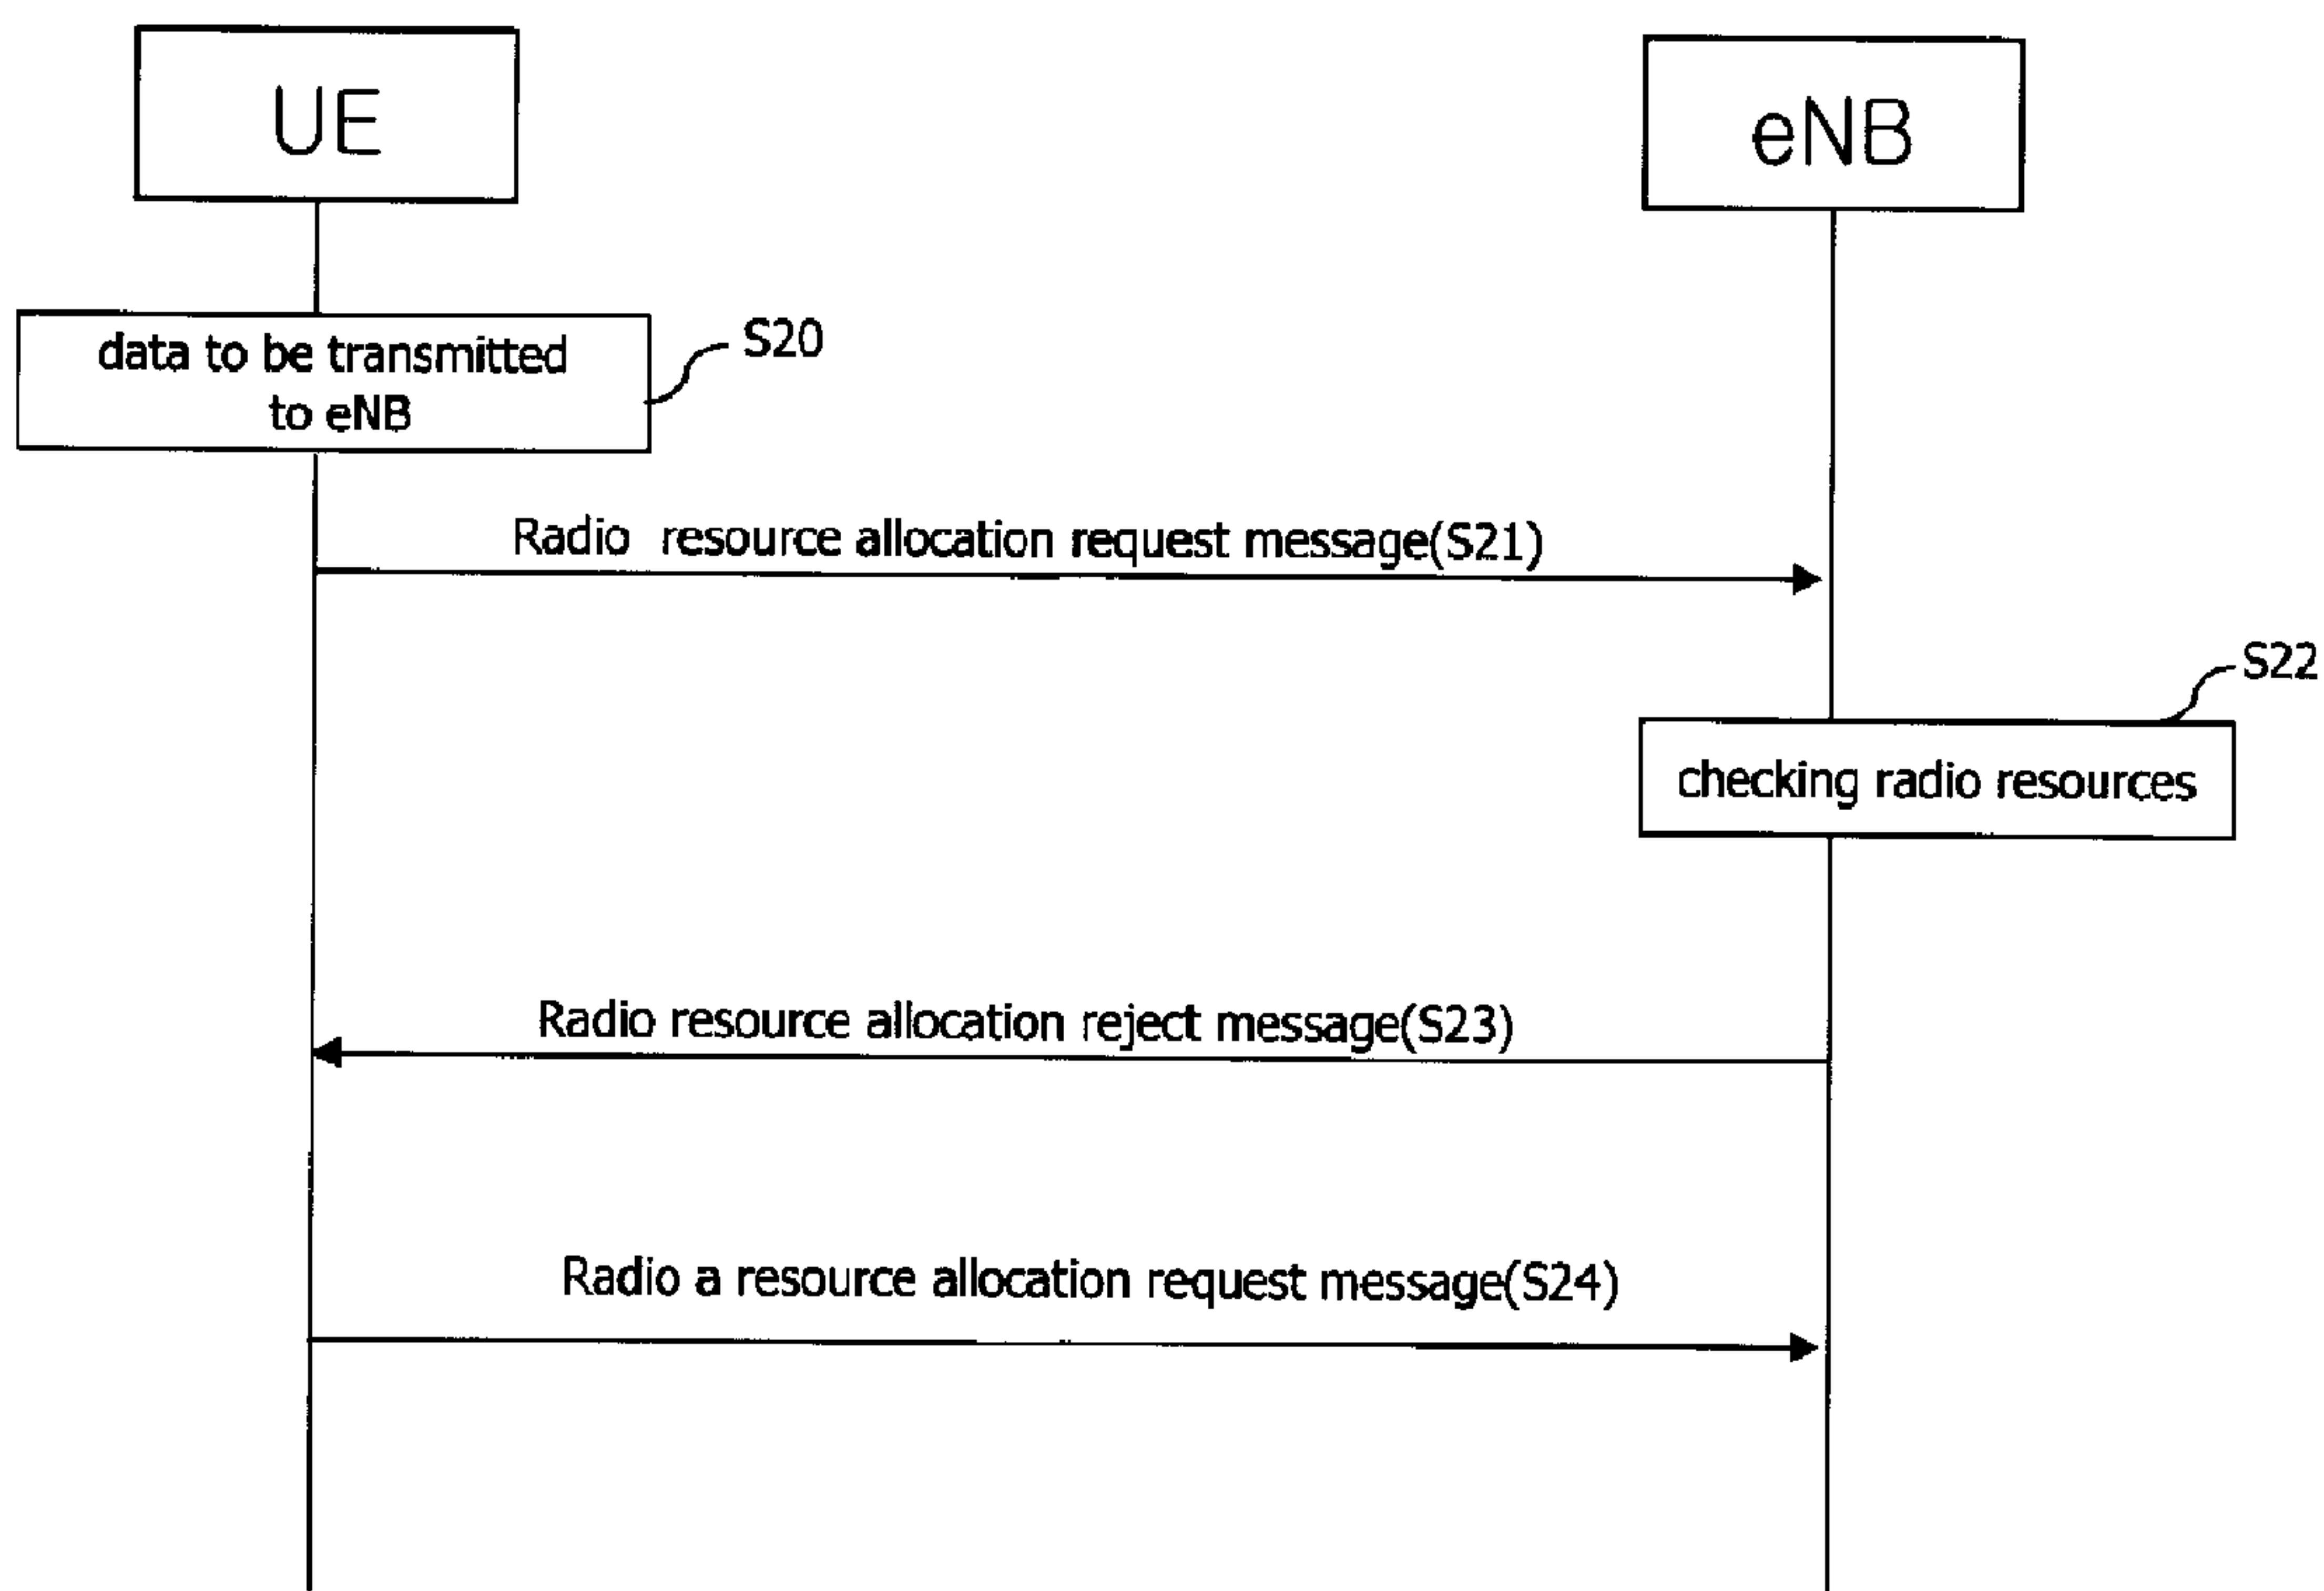 UE
eNB
data to be transmitted
to eNB
S20
Radio resource allocation request message(S21)
S22
checking radio resources
Radio resource allocation reject message(S23)
Radio a resource allocation request message(S24)